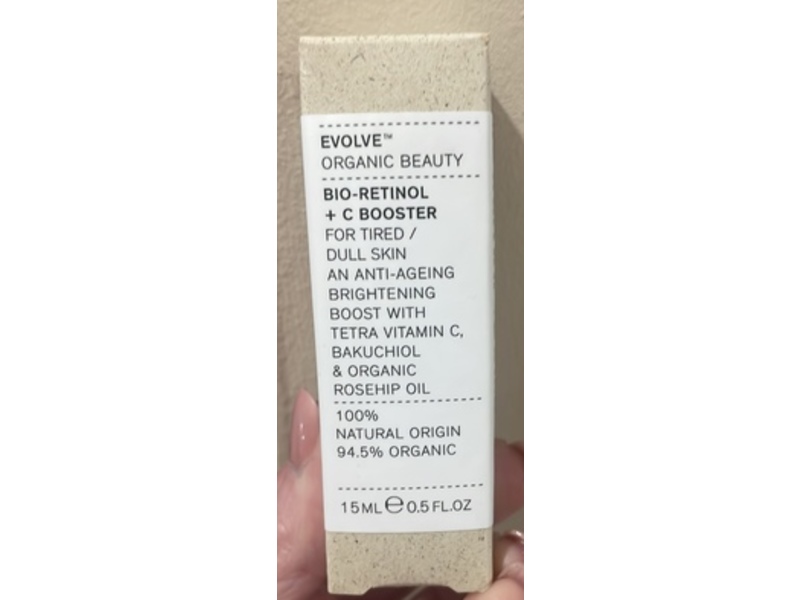 EVOLVE™
ORGANIC BEAUTY
BIO-RETINOL
+ C BOOSTER
FOR TIRED /
DULL SKIN
AN ANTI-AGEING
BRIGHTENING
BOOST WITH
TETRA VITAMIN C,
BAKUCHIOL
& ORGANIC
ROSEHIP OIL
100%
NATURAL ORIGIN
94.5% ORGANIC
15ML ℮ 0.5 FL.OZ